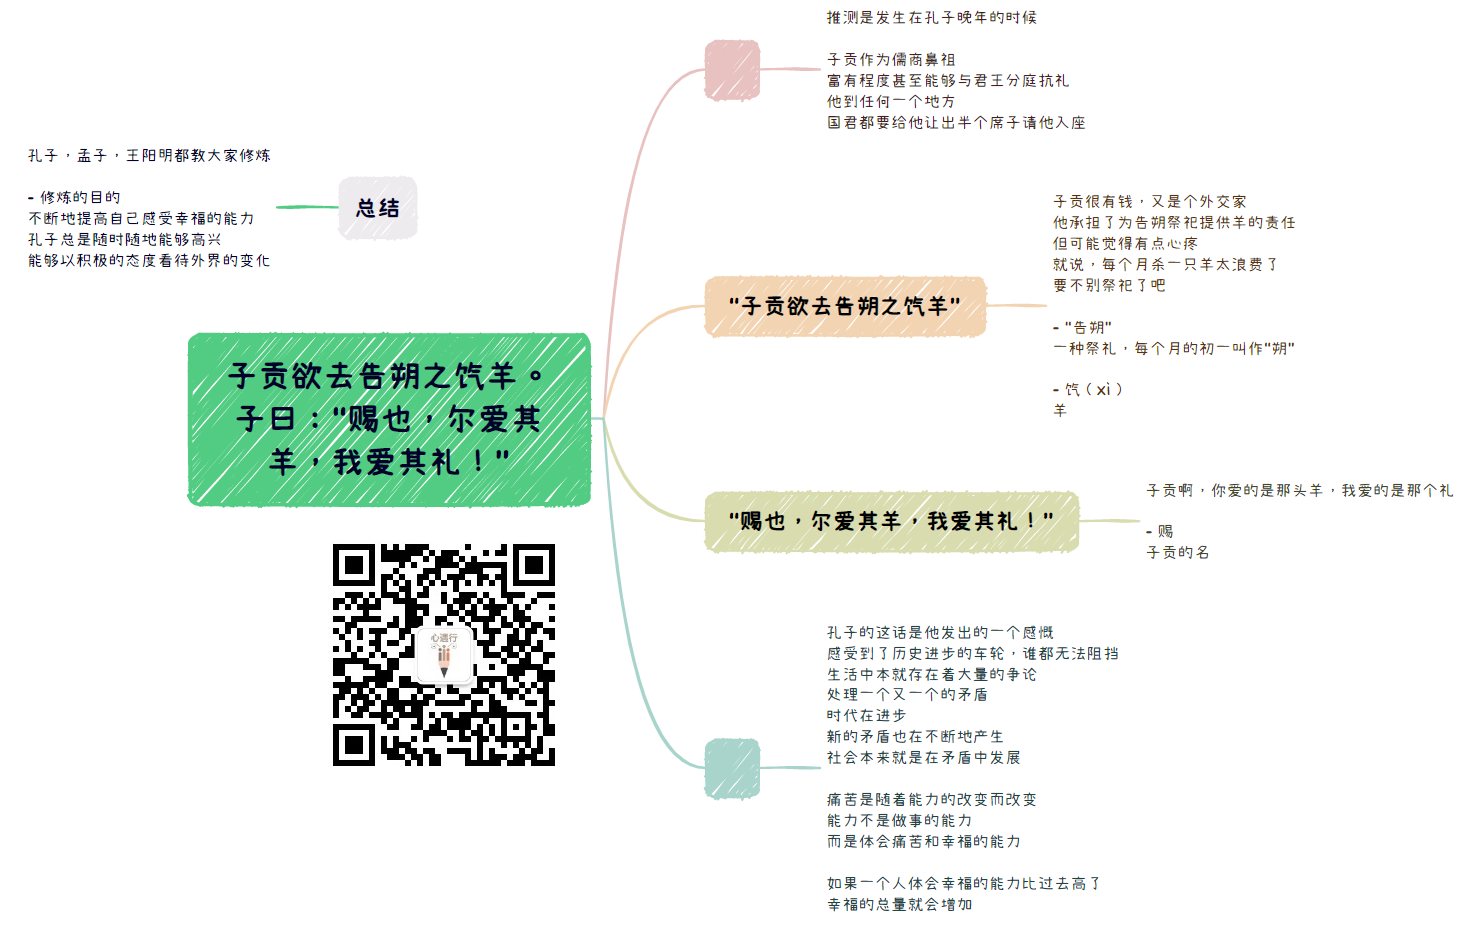 子贡欲去告朔之饩羊。
子曰："赐也，尔爱其
羊，我爱其礼！"
推测是发生在孔子晚年的时候
子贡作为儒商鼻祖
富有程度甚至能够与君王分庭抗礼
他到任何一个地方
国君都要给他让出半个席子请他入座
"子贡欲去告朔之饩羊"
子贡很有钱，又是个外交家
他承担了为告朔祭祀提供羊的责任
但可能觉得有点心疼
就说，每个月杀一只羊太浪费了
要不别祭祀了吧
- "告朔"
一种祭礼，每个月的初一叫作"朔"
- 饩（xì）
羊
"赐也，尔爱其羊，我爱其礼！"
子贡啊，你爱的是那头羊，我爱的是那个礼
- 赐
子贡的名
孔子的这话是他发出的一个感慨
感受到了历史进步的车轮，谁都无法阻挡
生活中本就存在着大量的争论
处理一个又一个的矛盾
时代在进步
新的矛盾也在不断地产生
社会本来就是在矛盾中发展
痛苦是随着能力的改变而改变
能力不是做事的能力
而是体会痛苦和幸福的能力
如果一个人体会幸福的能力比过去高了
幸福的总量就会增加
总结
孔子，孟子，王阳明都教大家修炼
- 修炼的目的
不断地提高自己感受幸福的能力
孔子总是随时随地能够高兴
能够以积极的态度看待外界的变化
心遇行